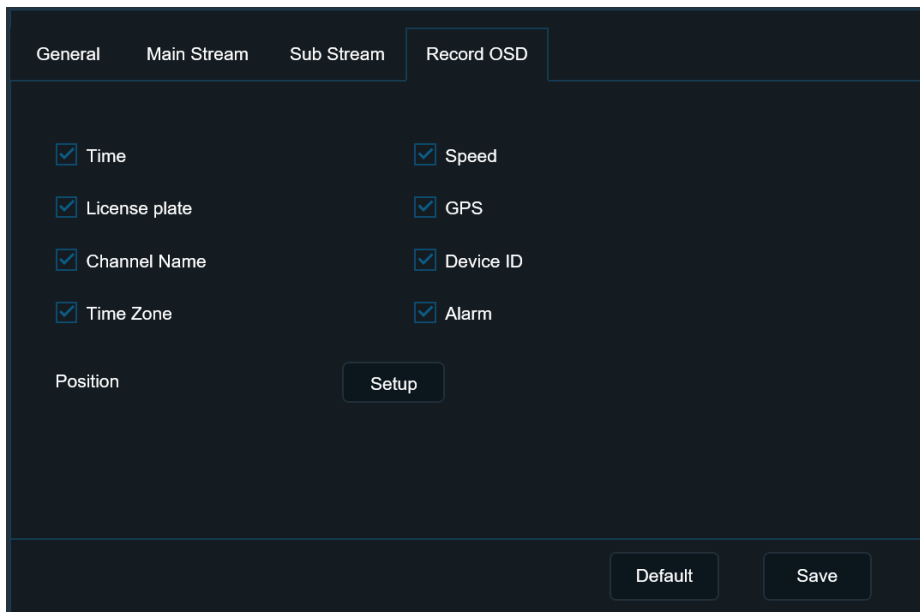 General Main Stream Sub Stream Record OSD
Time Speed
License plate GPS
Channel Name Device ID
Time Zone Alarm
Position Setup
Default Save